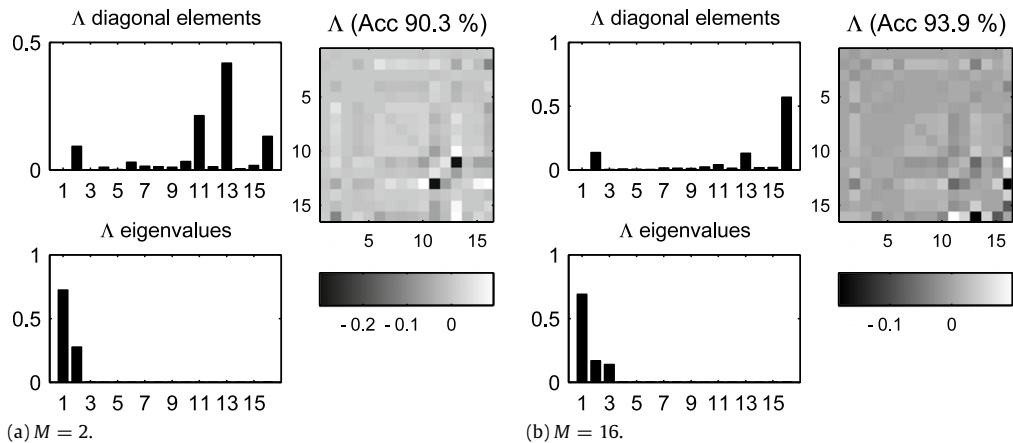 Λ diagonal elements
0.5
0
1 3 5 7 9 11 13 15
Λ (Acc 90.3 %)
5
10
15
5 10 15
Λ eigenvalues
1
0.5
0
1 3 5 7 9 11 13 15
-0.2 -0.1 0
(a) M = 2.
Λ diagonal elements
1
0.5
0
1 3 5 7 9 11 13 15
Λ (Acc 93.9 %)
5
10
15
5 10 15
Λ eigenvalues
1
0.5
0
1 3 5 7 9 11 13 15
-0.1 0
(b) M = 16.